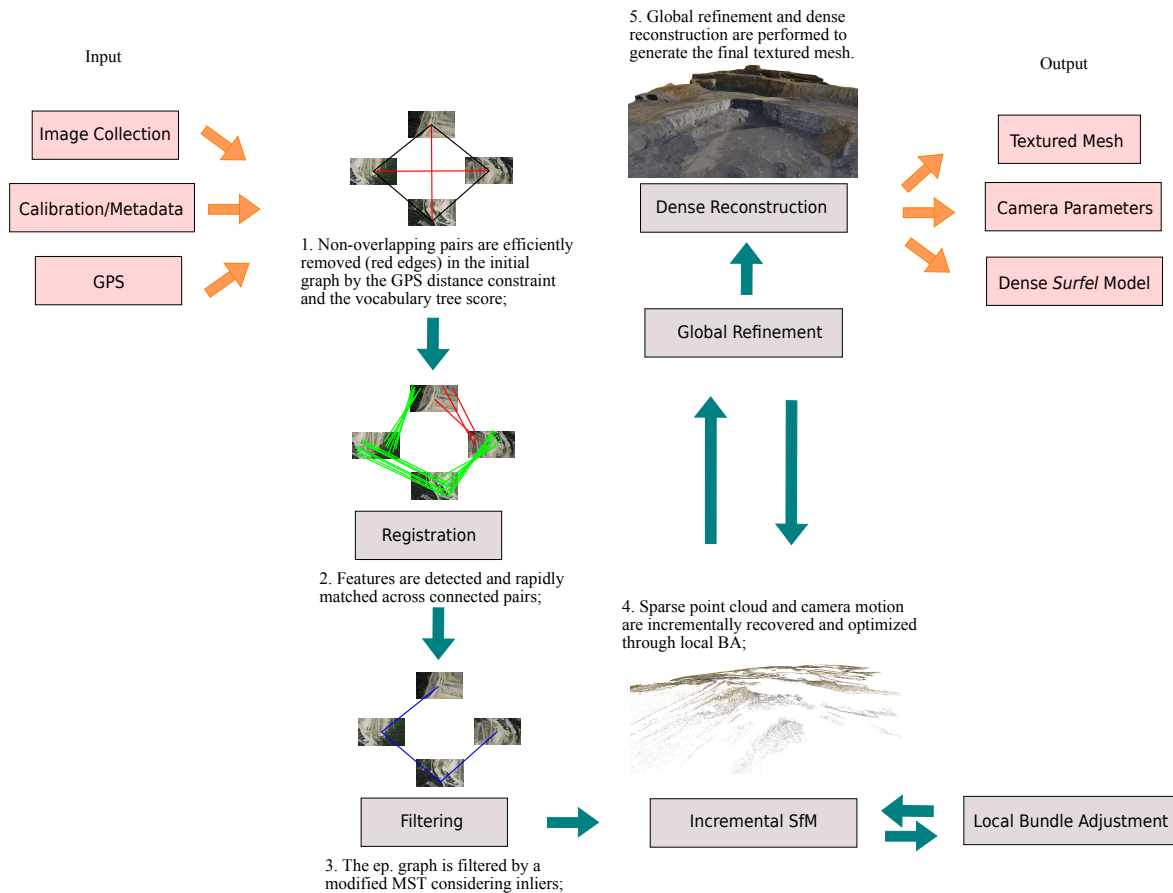 Input
Image Collection
Calibration/Metadata
GPS
1. Non-overlapping pairs are efficiently
removed (red edges) in the initial
graph by the GPS distance constraint
and the vocabulary tree score;
Registration
2. Features are detected and rapidly
matched across connected pairs;
Filtering
3. The ep. graph is filtered by a
modified MST considering inliers;
4. Sparse point cloud and camera motion
are incrementally recovered and optimized
through local BA;
Incremental SfM
Local Bundle Adjustment
Global Refinement
5. Global refinement and dense
reconstruction are performed to
generate the final textured mesh.
Dense Reconstruction
Output
Textured Mesh
Camera Parameters
Dense Surfel Model